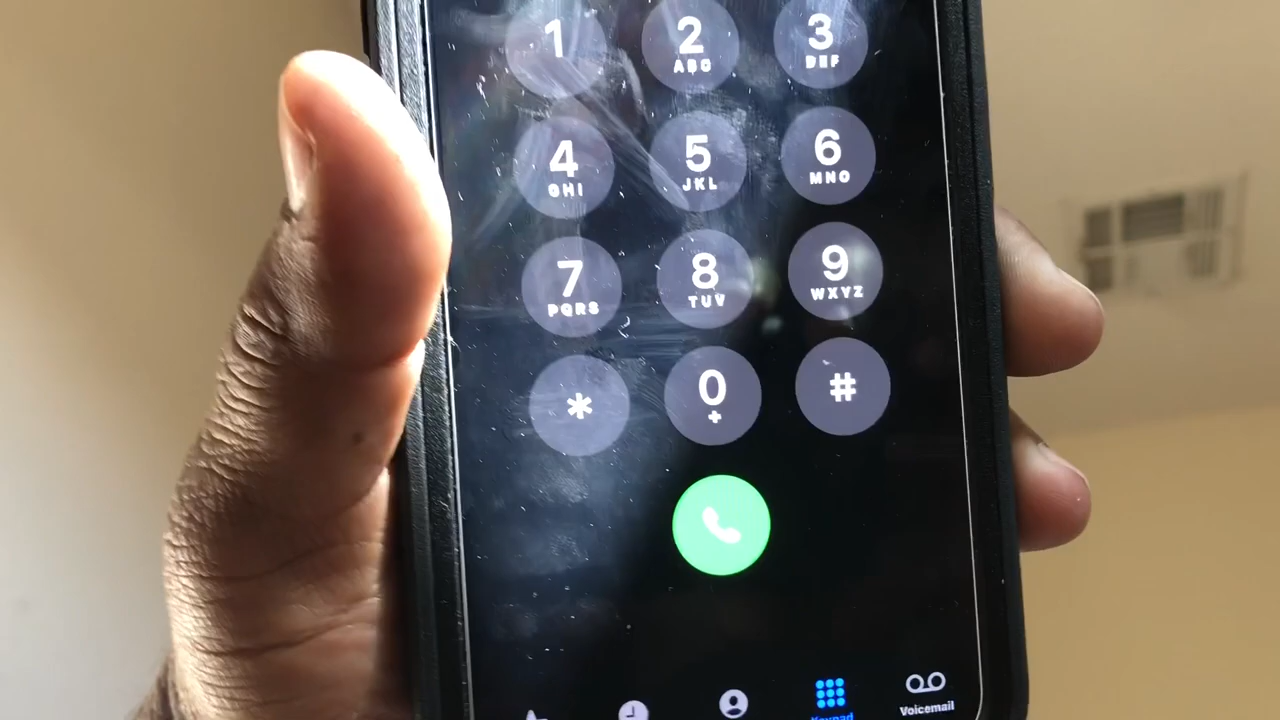 1 2 3
ABC DEF
4 5 6
GHI JKL MNO
7 8 9
PQRS TUV WXYZ
* 0 #
+
Keypad Voicemail